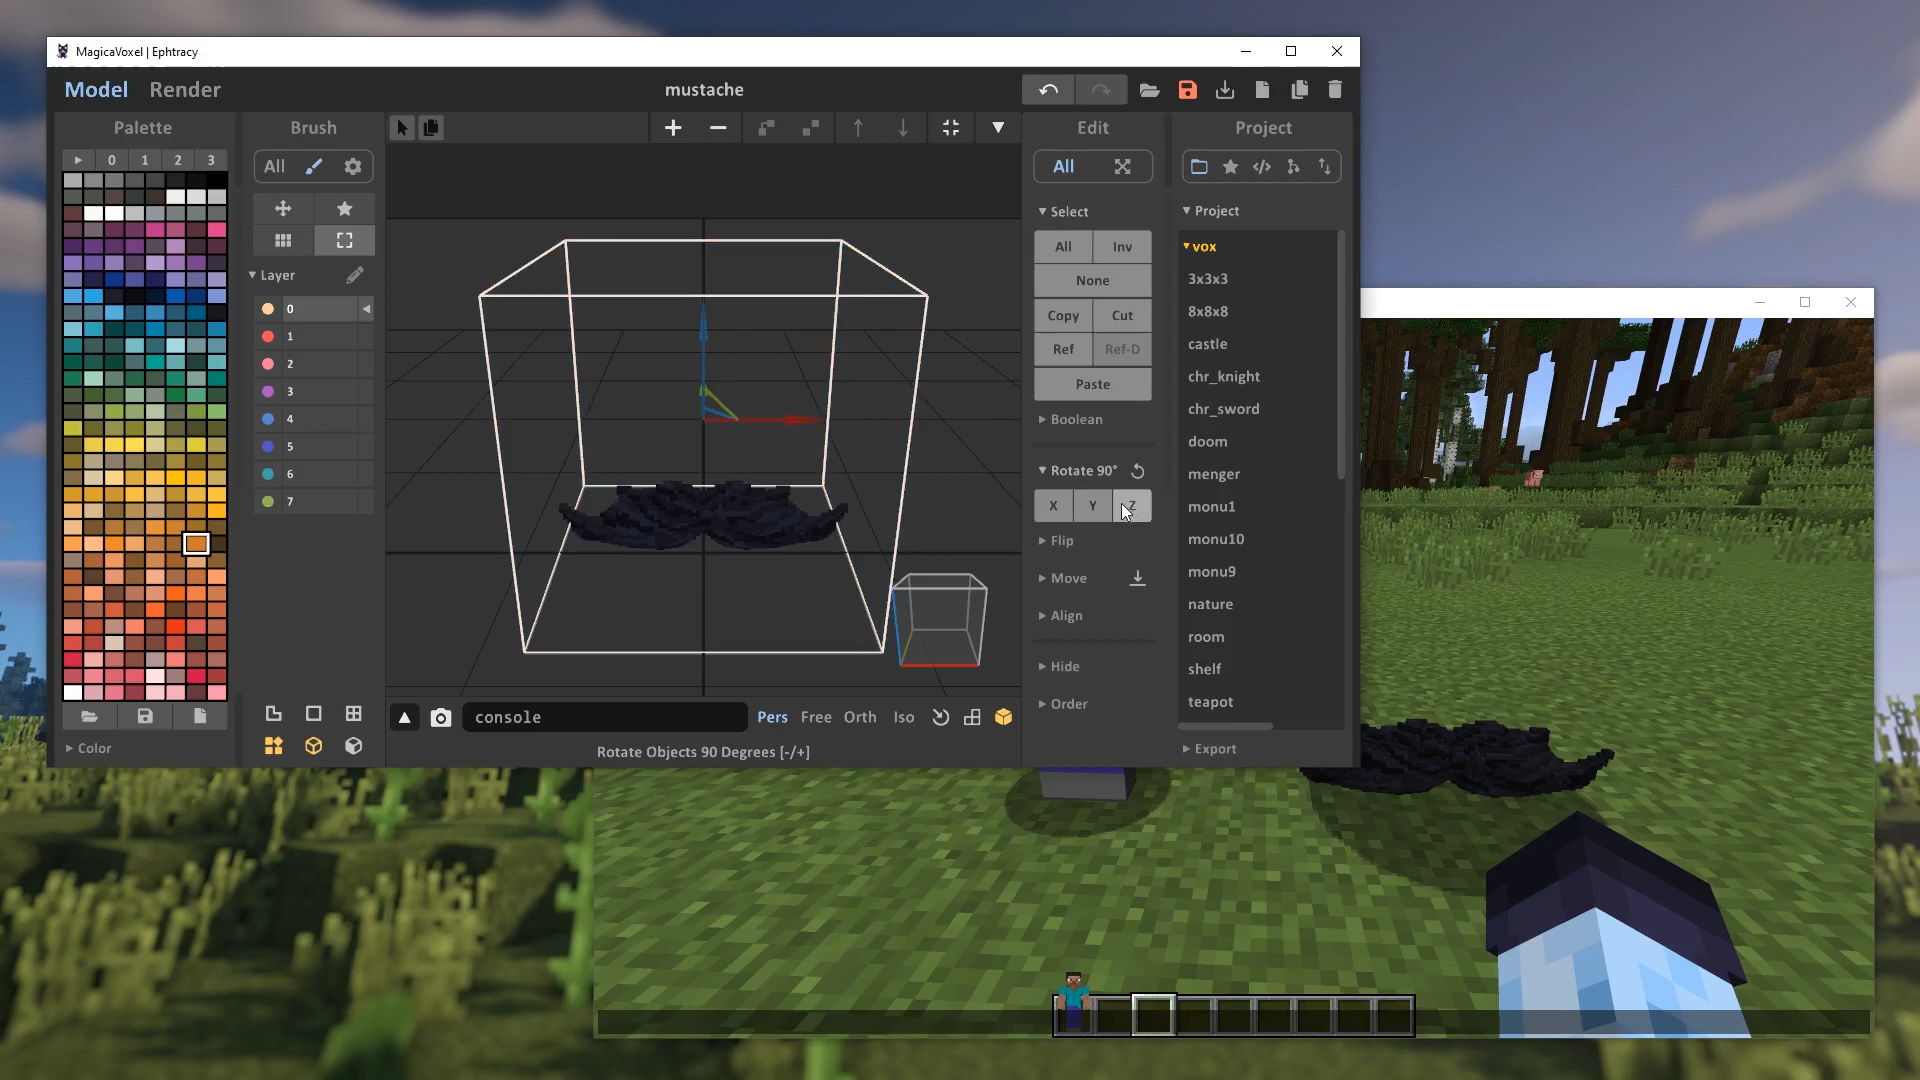 MagicaVoxel | Ephtracy
Model Render
mustache
Palette
Brush
Edit
Project
0 1 2 3
All
All
Layer
0
1
2
3
4
5
6
7
Select
All Inv
None
Copy Cut
Ref Ref-D
Paste
Boolean
Rotate 90°
X Y Z
Flip
Move
Align
Hide
Order
Project
vox
3x3x3
8x8x8
castle
chr_knight
chr_sword
doom
menger
monu1
monu10
monu9
nature
room
shelf
teapot
Export
Color
console
Pers Free Orth Iso
Rotate Objects 90 Degrees [-/+]